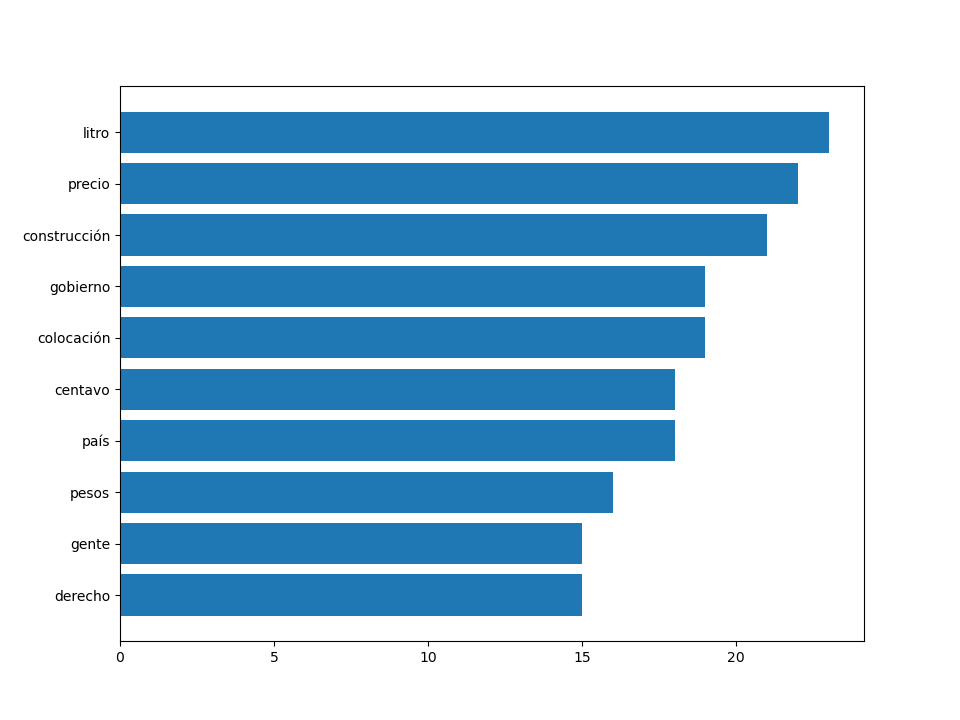 litro
precio
construcción
gobierno
colocación
centavo
país
pesos
gente
derecho
0 5 10 15 20